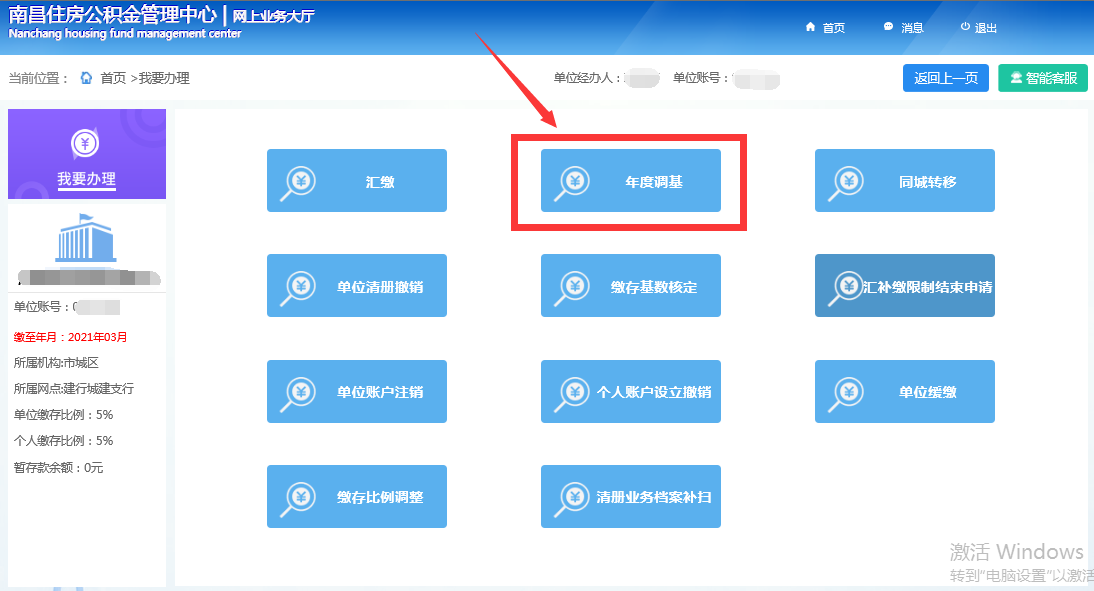 南昌住房公积金管理中心 | 网上业务大厅
Nanchang housing fund management center
首页 消息 退出
当前位置： 首页 >我要办理 单位经办人： 单位账号： 返回上一页 智能客服
我要办理
单位账号：
缴至年月：2021年03月
所属机构:市城区
所属网点:建行城建支行
单位缴存比例：5%
个人缴存比例：5%
暂存款余额：0元
汇缴 年度调基 同城转移
单位清册撤销 缴存基数核定 汇补缴限制结束申请
单位账户注销 个人账户设立撤销 单位缓缴
缴存比例调整 清册业务档案补扫
激活 Windows
转到"电脑设置"以激活